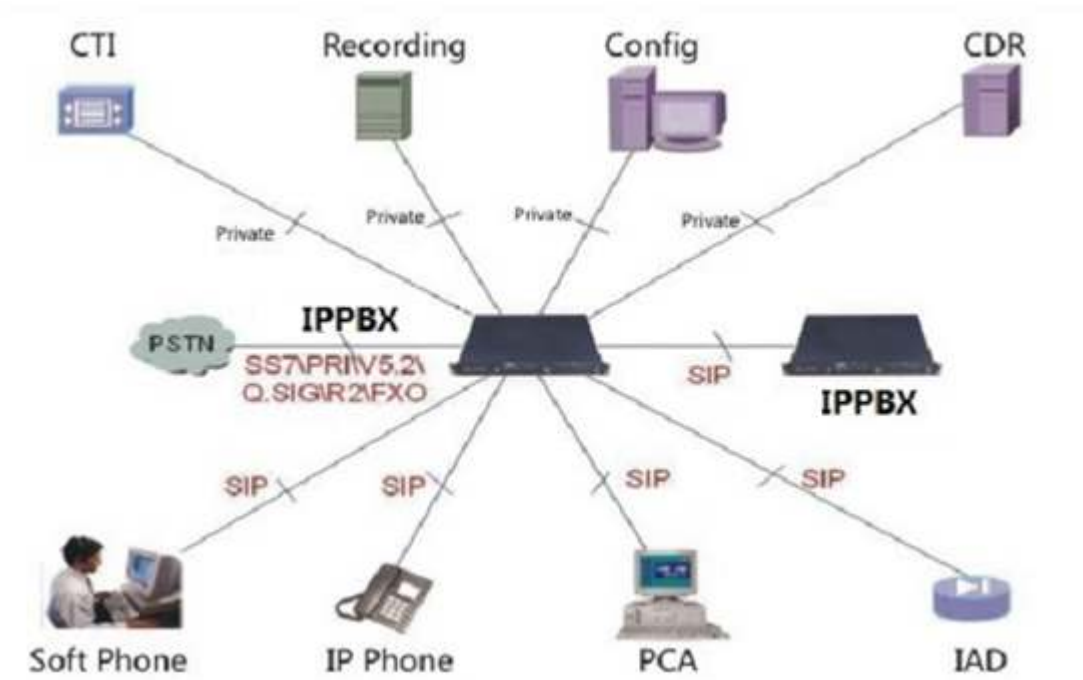 CTI
Recording
Config
CDR
Private
Private
Private
Private
IPPBX
PSTN
SS7\PRI\V5.2\
Q.SIG\R2\FXO
SIP
IPPBX
SIP
SIP
SIP
SIP
Soft Phone
IP Phone
PCA
IAD